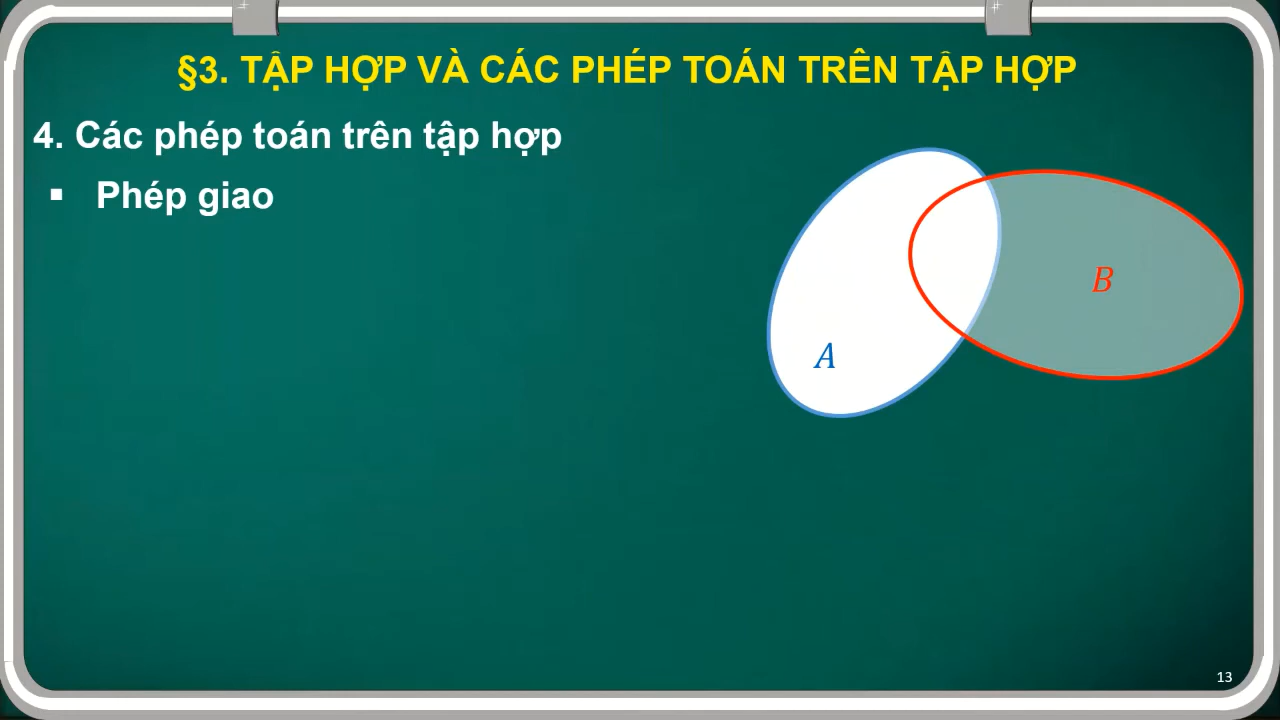 §3. TẬP HỢP VÀ CÁC PHÉP TOÁN TRÊN TẬP HỢP
4. Các phép toán trên tập hợp
▪ Phép giao
B
A
13